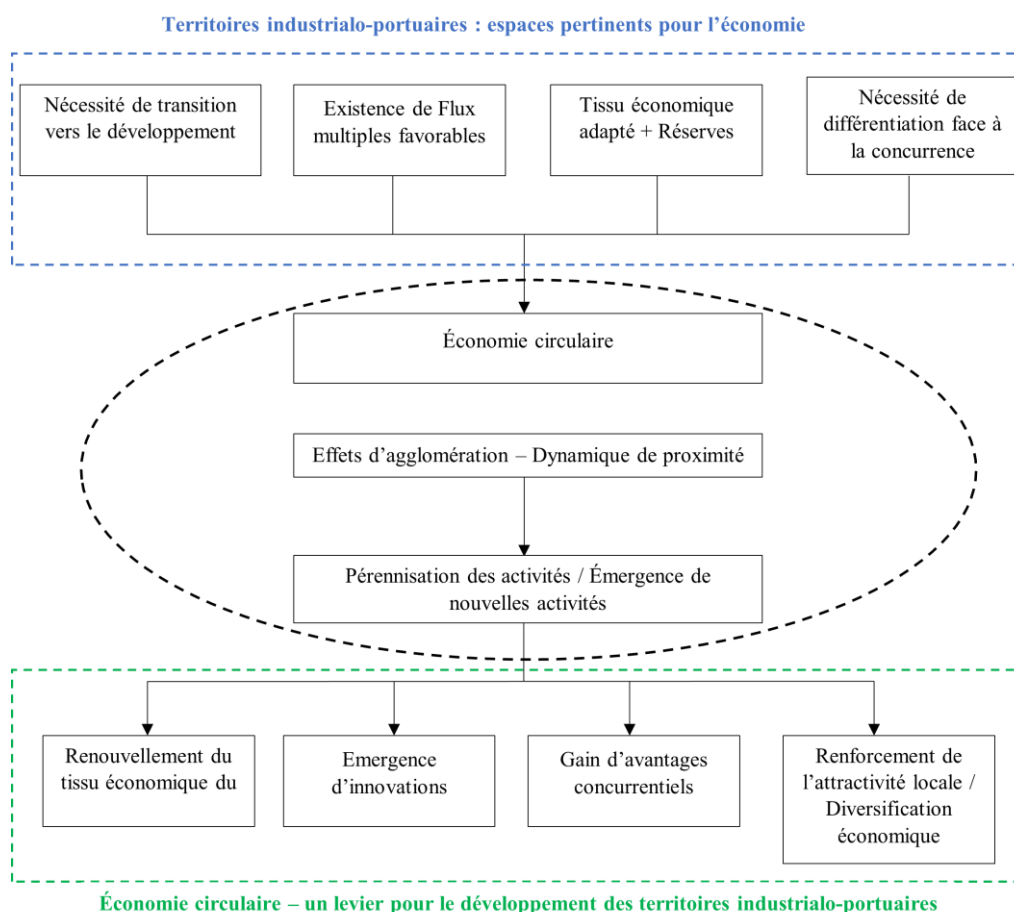 Territoires industrialo-portuaires : espaces pertinents pour l’économie
Nécessité de transition
vers le développement
Existence de Flux
multiples favorables
Tissu économique
adapté + Réserves
Nécessité de
différentiation face à
la concurrence
Économie circulaire
Effets d’agglomération – Dynamique de proximité
Pérennisation des activités / Émergence de
nouvelles activités
Renouvellement du
tissu économique du
Emergence
d’innovations
Gain d’avantages
concurrentiels
Renforcement de
l’attractivité locale /
Diversification
économique
Économie circulaire – un levier pour le développement des territoires industrialo-portuaires